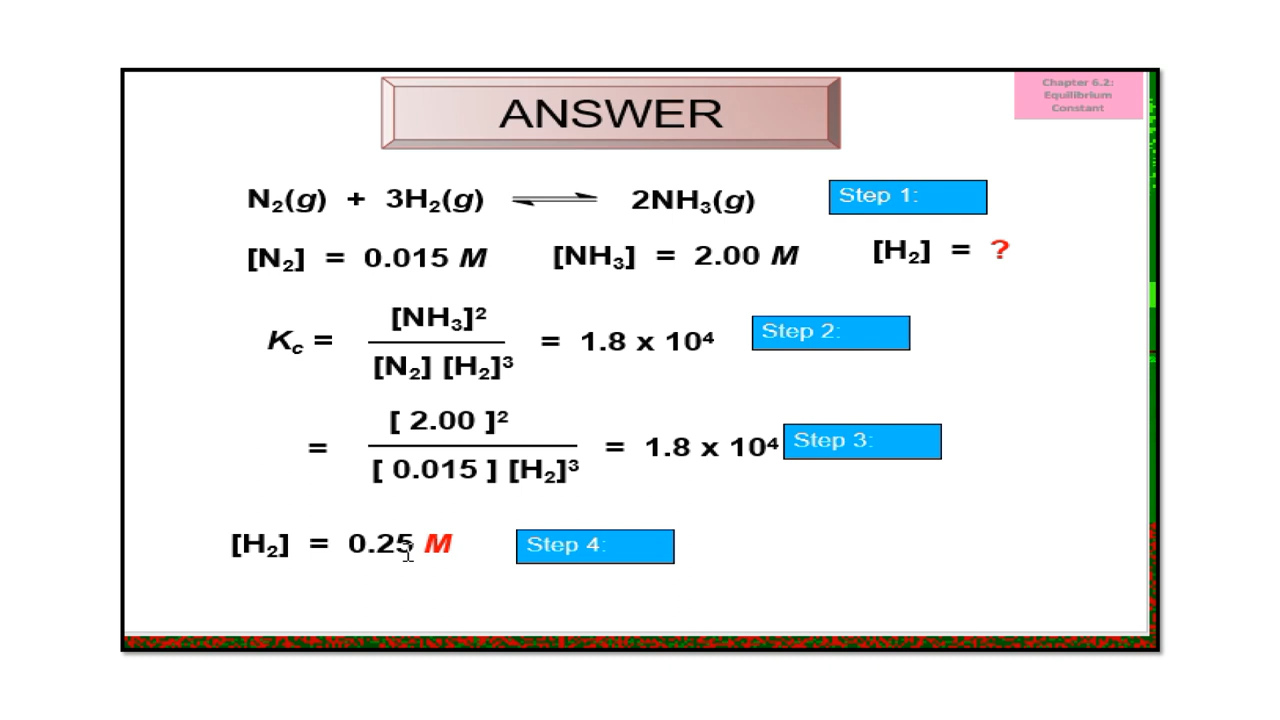 Chapter 6.2:
Equilibrium
Constant
ANSWER
N₂(g) + 3H₂(g) ⇌ 2NH₃(g) Step 1:
[N₂] = 0.015 M [NH₃] = 2.00 M [H₂] = ?
[NH₃]²
K꜀ = = 1.8 x 10⁴ Step 2:
[N₂] [H₂]³
[ 2.00 ]²
= = 1.8 x 10⁴ Step 3:
[ 0.015 ] [H₂]³
[H₂] = 0.25 M Step 4: